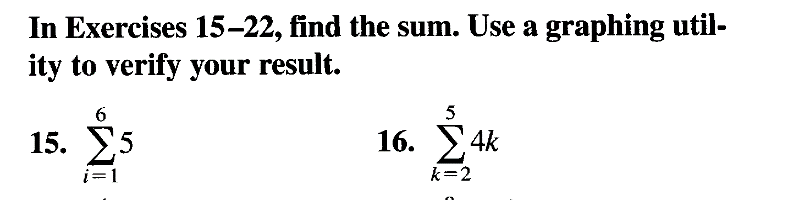 In Exercises 15–22, find the sum. Use a graphing util-
ity to verify your result.
6
15. ∑ 5
i=1
5
16. ∑ 4k
k=2